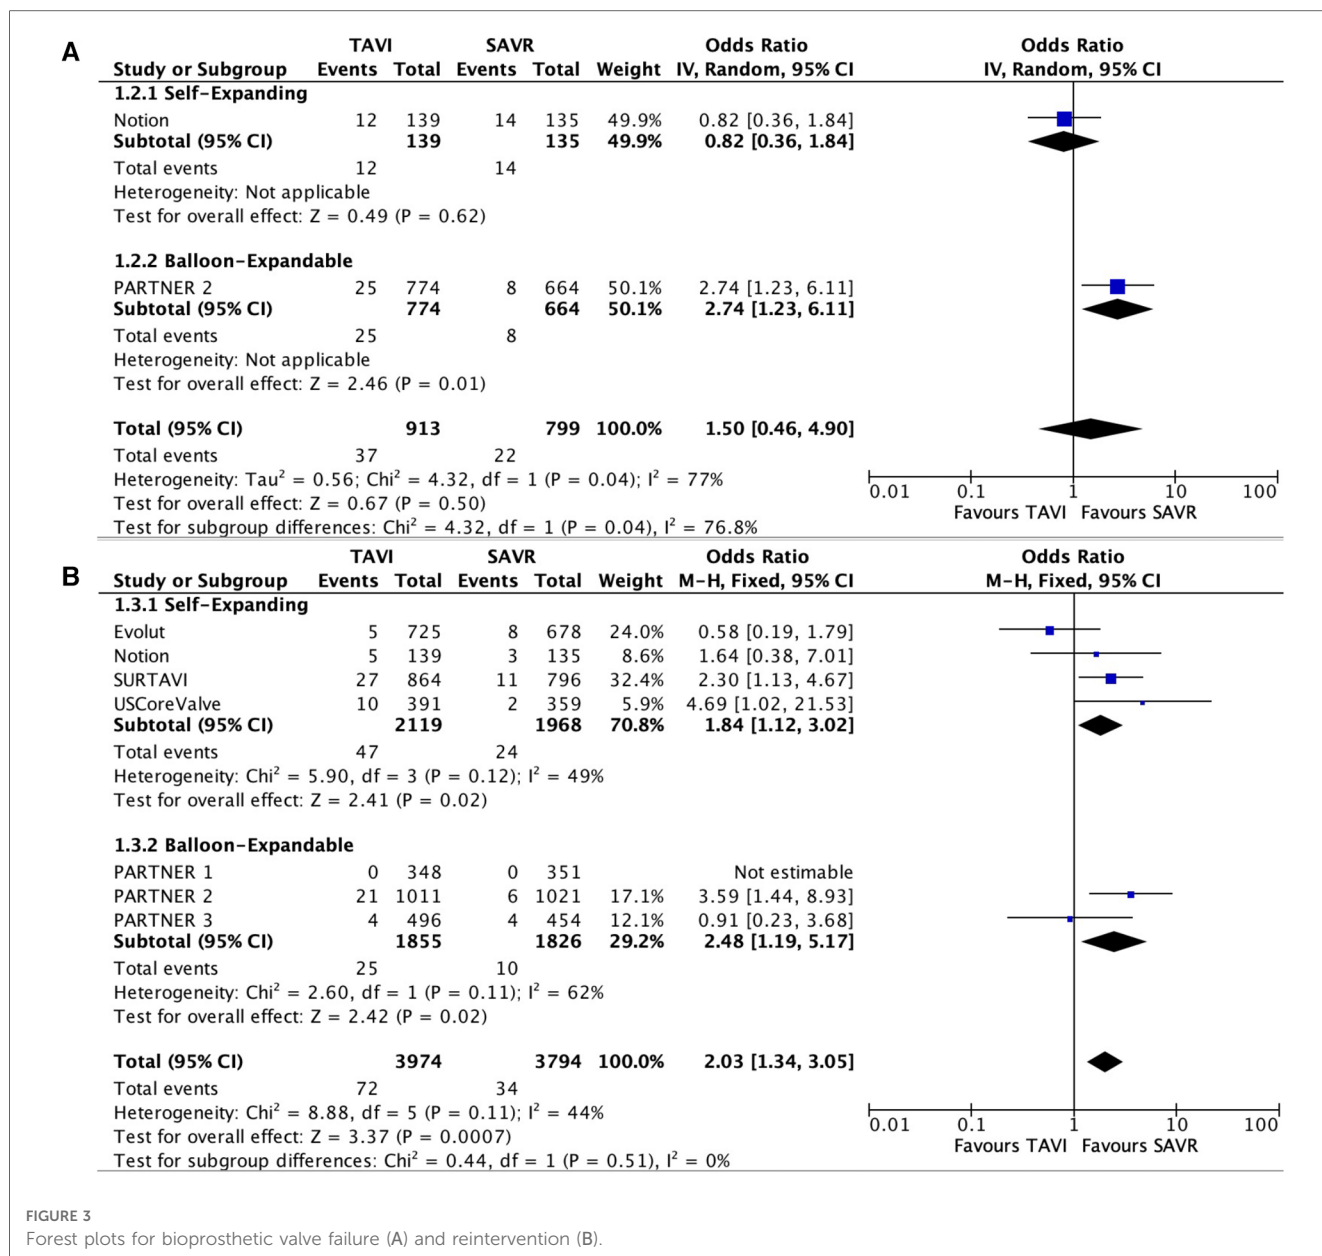 A
TAVI SAVR Odds Ratio Odds Ratio
Study or Subgroup Events Total Events Total Weight IV, Random, 95% CI IV, Random, 95% CI
1.2.1 Self-Expanding
Notion 12 139 14 135 49.9% 0.82 [0.36, 1.84]
Subtotal (95% CI) 139 135 49.9% 0.82 [0.36, 1.84]
Total events 12 14
Heterogeneity: Not applicable
Test for overall effect: Z = 0.49 (P = 0.62)
1.2.2 Balloon-Expandable
PARTNER 2 25 774 8 664 50.1% 2.74 [1.23, 6.11]
Subtotal (95% CI) 774 664 50.1% 2.74 [1.23, 6.11]
Total events 25 8
Heterogeneity: Not applicable
Test for overall effect: Z = 2.46 (P = 0.01)
Total (95% CI) 913 799 100.0% 1.50 [0.46, 4.90]
Total events 37 22
Heterogeneity: Tau² = 0.56; Chi² = 4.32, df = 1 (P = 0.04); I² = 77%
Test for overall effect: Z = 0.67 (P = 0.50)
Test for subgroup differences: Chi² = 4.32, df = 1 (P = 0.04), I² = 76.8%
0.01 0.1 1 10 100
Favours TAVI Favours SAVR
B
TAVI SAVR Odds Ratio Odds Ratio
Study or Subgroup Events Total Events Total Weight M-H, Fixed, 95% CI M-H, Fixed, 95% CI
1.3.1 Self-Expanding
Evolut 5 725 8 678 24.0% 0.58 [0.19, 1.79]
Notion 5 139 3 135 8.6% 1.64 [0.38, 7.01]
SURTAVI 27 864 11 796 32.4% 2.30 [1.13, 4.67]
USCoreValve 10 391 2 359 5.9% 4.69 [1.02, 21.53]
Subtotal (95% CI) 2119 1968 70.8% 1.84 [1.12, 3.02]
Total events 47 24
Heterogeneity: Chi² = 5.90, df = 3 (P = 0.12); I² = 49%
Test for overall effect: Z = 2.41 (P = 0.02)
1.3.2 Balloon-Expandable
PARTNER 1 0 348 0 351 Not estimable
PARTNER 2 21 1011 6 1021 17.1% 3.59 [1.44, 8.93]
PARTNER 3 4 496 4 454 12.1% 0.91 [0.23, 3.68]
Subtotal (95% CI) 1855 1826 29.2% 2.48 [1.19, 5.17]
Total events 25 10
Heterogeneity: Chi² = 2.60, df = 1 (P = 0.11); I² = 62%
Test for overall effect: Z = 2.42 (P = 0.02)
Total (95% CI) 3974 3794 100.0% 2.03 [1.34, 3.05]
Total events 72 34
Heterogeneity: Chi² = 8.88, df = 5 (P = 0.11); I² = 44%
Test for overall effect: Z = 3.37 (P = 0.0007)
Test for subgroup differences: Chi² = 0.44, df = 1 (P = 0.51), I² = 0%
0.01 0.1 1 10 100
Favours TAVI Favours SAVR
FIGURE 3
Forest plots for bioprosthetic valve failure (A) and reintervention (B).